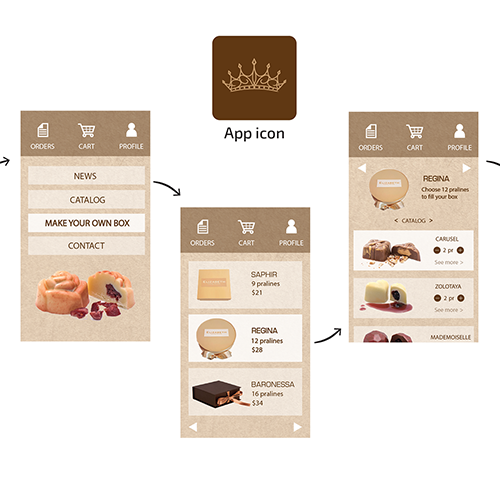 App icon
ORDERS CART PROFILE
NEWS
CATALOG
MAKE YOUR OWN BOX
CONTACT
ORDERS CART PROFILE
SAPHIR
9 pralines
$21
REGINA
12 pralines
$28
BARONESSA
16 pralines
$34
ORDERS CART PROFILE
REGINA
Choose 12 pralines
to fill your box
< CATALOG >
CARUSEL
- 2 pr +
See more >
ZOLOTAYA
- 2 pr +
See more >
MADEMOISELLE